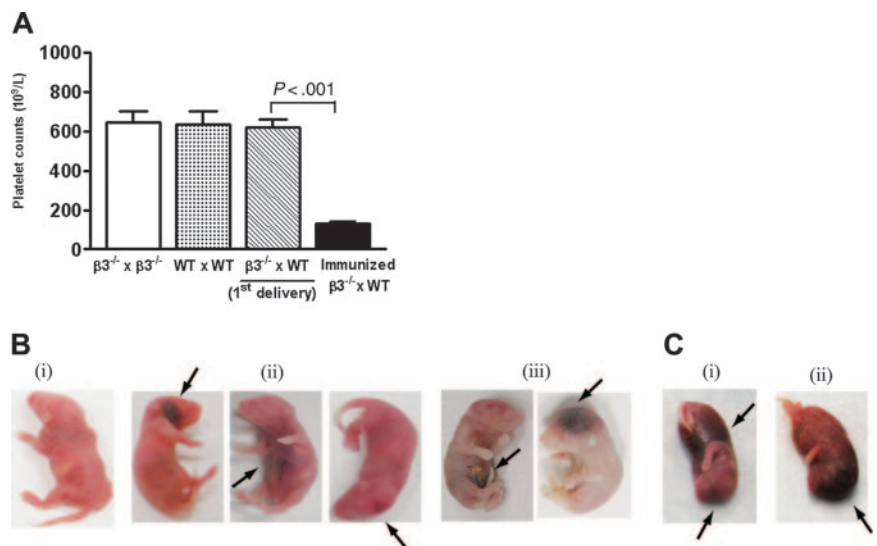 A
1000
800
600
400
200
0
Platelet counts (10⁹/L)
P < .001
β3⁻/⁻ x β3⁻/⁻
WT x WT
β3⁻/⁻ x WT
(1st delivery)
Immunized
β3⁻/⁻ x WT
B
(i)
(ii)
(iii)
C
(i)
(ii)